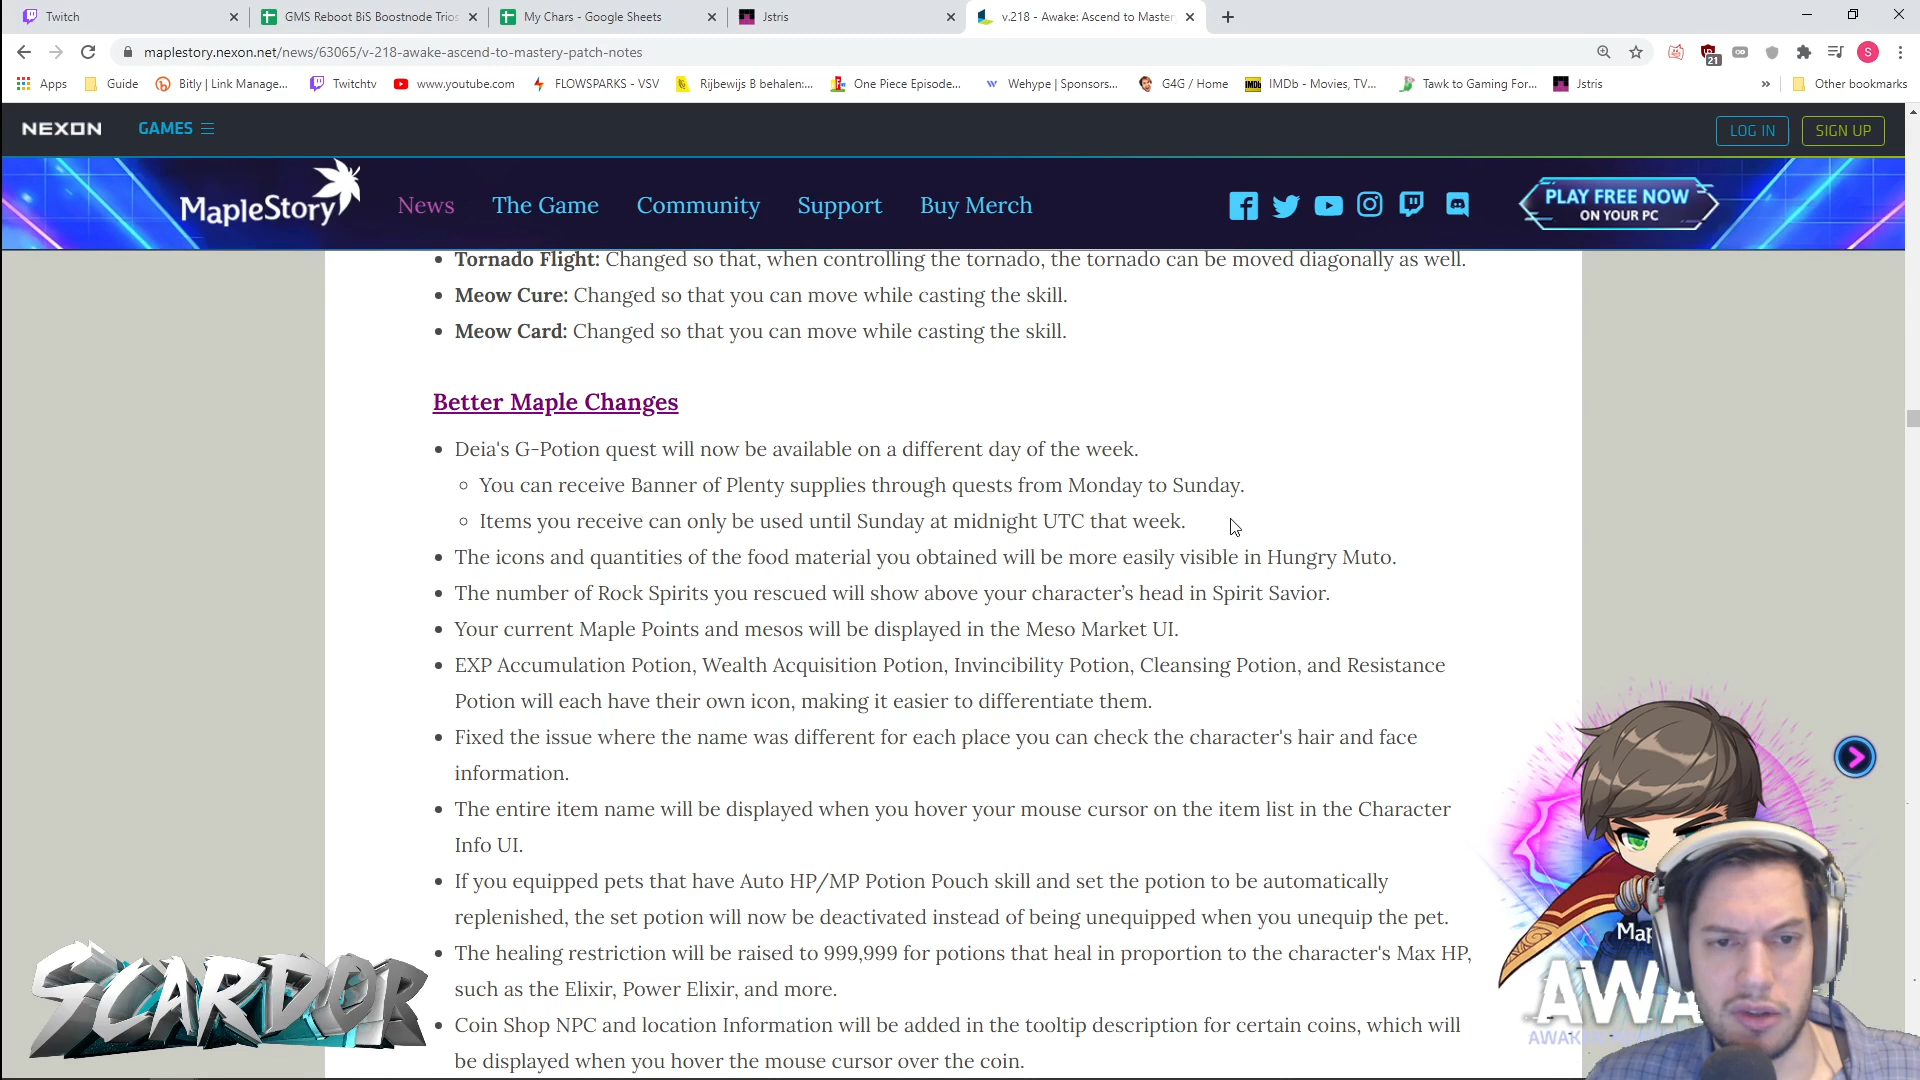 Twitch
GMS Reboot BiS Boostnode Trios
My Chars - Google Sheets
Jstris
v.218 - Awake: Ascend to Master
maplestory.nexon.net/news/63065/v-218-awake-ascend-to-mastery-patch-notes
21
S
Apps
Guide
Bitly | Link Manage...
Twitchtv
www.youtube.com
FLOWSPARKS - VSV
Rijbewijs B behalen:...
One Piece Episode...
Wehype | Sponsors...
G4G / Home
IMDb - Movies, TV...
Tawk to Gaming For...
Jstris
»
Other bookmarks
NEXON
GAMES
LOG IN
SIGN UP
MapleStory
News
The Game
Community
Support
Buy Merch
PLAY FREE NOW
ON YOUR PC
• Tornado Flight: Changed so that, when controlling the tornado, the tornado can be moved diagonally as well.
• Meow Cure: Changed so that you can move while casting the skill.
• Meow Card: Changed so that you can move while casting the skill.
Better Maple Changes
• Deia's G-Potion quest will now be available on a different day of the week.
◦ You can receive Banner of Plenty supplies through quests from Monday to Sunday.
◦ Items you receive can only be used until Sunday at midnight UTC that week.
• The icons and quantities of the food material you obtained will be more easily visible in Hungry Muto.
• The number of Rock Spirits you rescued will show above your character’s head in Spirit Savior.
• Your current Maple Points and mesos will be displayed in the Meso Market UI.
• EXP Accumulation Potion, Wealth Acquisition Potion, Invincibility Potion, Cleansing Potion, and Resistance
Potion will each have their own icon, making it easier to differentiate them.
• Fixed the issue where the name was different for each place you can check the character's hair and face
information.
• The entire item name will be displayed when you hover your mouse cursor on the item list in the Character
Info UI.
• If you equipped pets that have Auto HP/MP Potion Pouch skill and set the potion to be automatically
replenished, the set potion will now be deactivated instead of being unequipped when you unequip the pet.
• The healing restriction will be raised to 999,999 for potions that heal in proportion to the character's Max HP,
such as the Elixir, Power Elixir, and more.
• Coin Shop NPC and location Information will be added in the tooltip description for certain coins, which will
be displayed when you hover the mouse cursor over the coin.
SCARDOR
Map
AWA